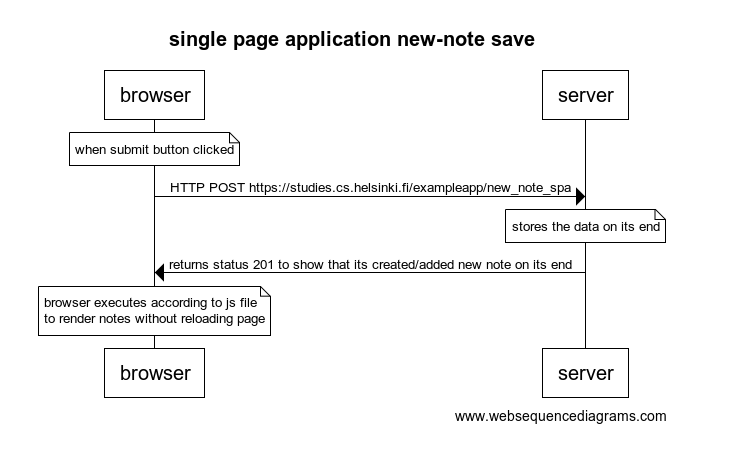 single page application new-note save
browser
server
when submit button clicked
HTTP POST https://studies.cs.helsinki.fi/exampleapp/new_note_spa
stores the data on its end
returns status 201 to show that its created/added new note on its end
browser executes according to js file
to render notes without reloading page
browser
server
www.websequencediagrams.com